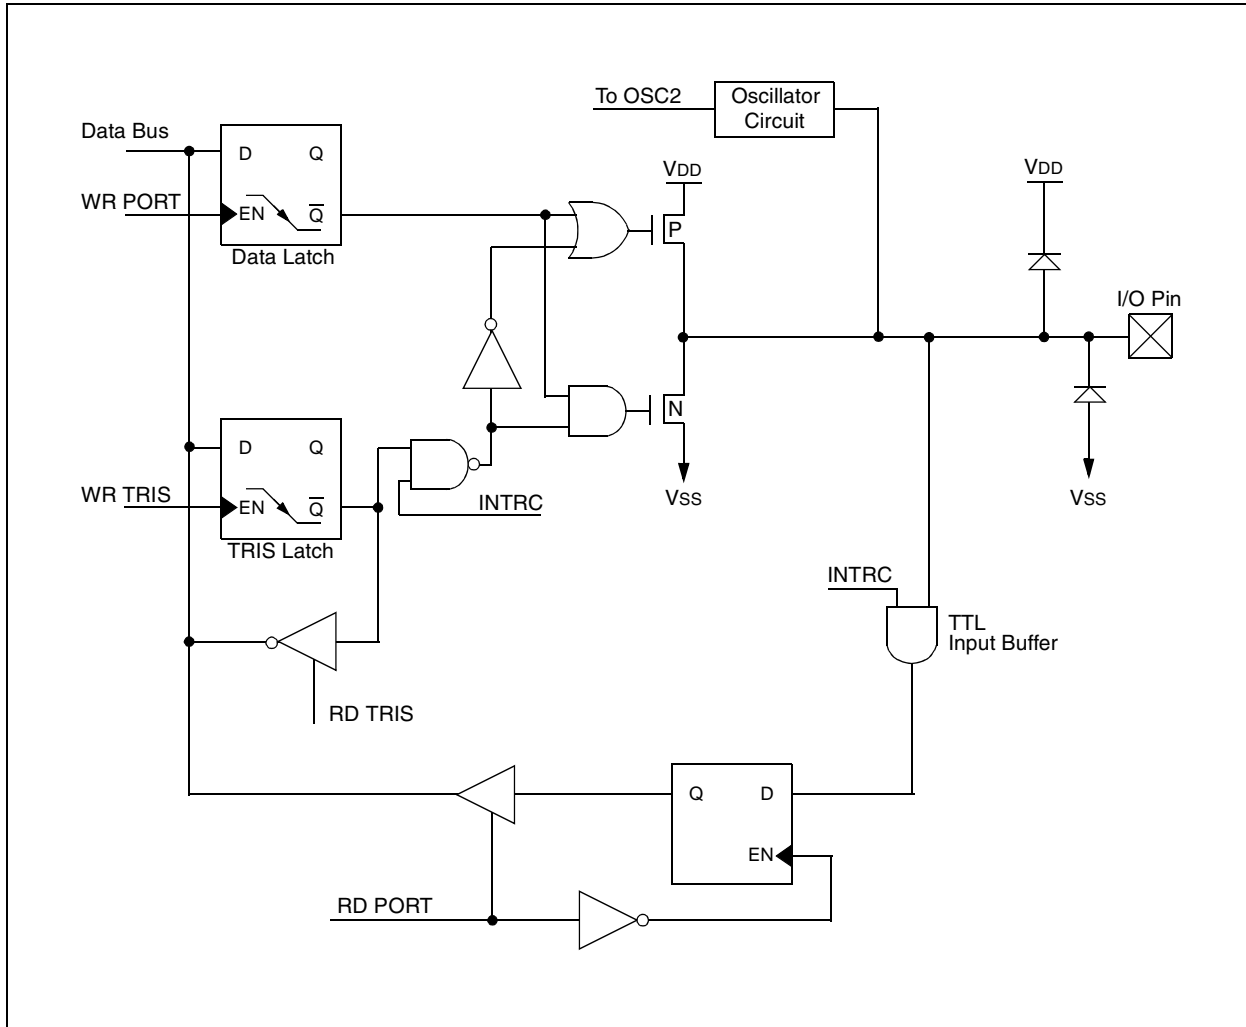 To OSC2
Oscillator
Circuit
Data Bus
D
Q
VDD
VDD
WR PORT
EN
Q̅
P
Data Latch
I/O Pin
N
D
Q
WR TRIS
EN
Q̅
INTRC
VSS
VSS
TRIS Latch
INTRC
TTL
Input Buffer
RD TRIS
Q
D
EN
RD PORT